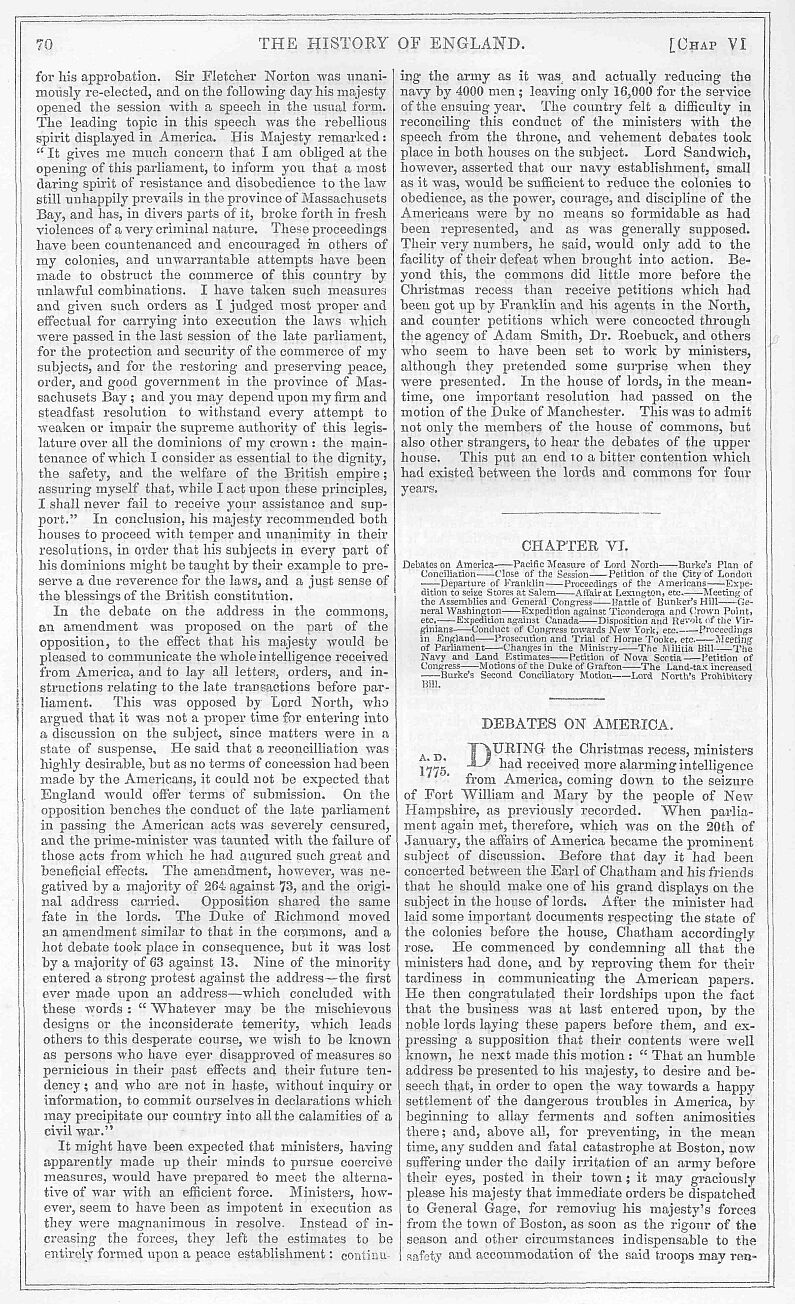 70
THE HISTORY OF ENGLAND.
[CHAP VI
for his approbation. Sir Fletcher Norton was unani-
mously re-elected, and on the following day his majesty
opened the session with a speech in the usual form.
The leading topic in this speech was the rebellious
spirit displayed in America. His Majesty remarked:
“It gives me much concern that I am obliged at the
opening of this parliament, to inform you that a most
daring spirit of resistance and disobedience to the law
still unhappily prevails in the province of Massachusets
Bay, and has, in divers parts of it, broke forth in fresh
violences of a very criminal nature. These proceedings
have been countenanced and encouraged in others of
my colonies, and unwarrantable attempts have been
made to obstruct the commerce of this country by
unlawful combinations. I have taken such measures
and given such orders as I judged most proper and
effectual for carrying into execution the laws which
were passed in the last session of the late parliament,
for the protection and security of the commerce of my
subjects, and for the restoring and preserving peace,
order, and good government in the province of Mas-
sachusets Bay; and you may depend upon my firm and
steadfast resolution to withstand every attempt to
weaken or impair the supreme authority of this legis-
lature over all the dominions of my crown: the main-
tenance of which I consider as essential to the dignity,
the safety, and the welfare of the British empire;
assuring myself that, while I act upon these principles,
I shall never fail to receive your assistance and sup-
port.” In conclusion, his majesty recommended both
houses to proceed with temper and unanimity in their
resolutions, in order that his subjects in every part of
his dominions might be taught by their example to pre-
serve a due reverence for the laws, and a just sense of
the blessings of the British constitution.
In the debate on the address in the commons,
an amendment was proposed on the part of the
opposition, to the effect that his majesty would be
pleased to communicate the whole intelligence received
from America, and to lay all letters, orders, and in-
structions relating to the late transactions before par-
liament. This was opposed by Lord North, who
argued that it was not a proper time for entering into
a discussion on the subject, since matters were in a
state of suspense. He said that a reconcilliation was
highly desirable, but as no terms of concession had been
made by the Americans, it could not be expected that
England would offer terms of submission. On the
opposition benches the conduct of the late parliament
in passing the American acts was severely censured,
and the prime-minister was taunted with the failure of
those acts from which he had augured such great and
beneficial effects. The amendment, however, was ne-
gatived by a majority of 264 against 73, and the origi-
nal address carried. Opposition shared the same
fate in the lords. The Duke of Richmond moved
an amendment similar to that in the commons, and a
hot debate took place in consequence, but it was lost
by a majority of 63 against 13. Nine of the minority
entered a strong protest against the address—the first
ever made upon an address—which concluded with
these words: “Whatever may be the mischievous
designs or the inconsiderate temerity, which leads
others to this desperate course, we wish to be known
as persons who have ever disapproved of measures so
pernicious in their past effects and their future ten-
dency; and who are not in haste, without inquiry or
information, to commit ourselves in declarations which
may precipitate our country into all the calamities of a
civil war.”
It might have been expected that ministers, having
apparently made up their minds to pursue coercive
measures, would have prepared to meet the alterna-
tive of war with an efficient force. Ministers, how-
ever, seem to have been as impotent in execution as
they were magnanimous in resolve. Instead of in-
creasing the forces, they left the estimates to be
entirely formed upon a peace establishment: continu-
ing the army as it was, and actually reducing the
navy by 4000 men; leaving only 16,000 for the service
of the ensuing year. The country felt a difficulty in
reconciling this conduct of the ministers with the
speech from the throne, and vehement debates took
place in both houses on the subject. Lord Sandwich,
however, asserted that our navy establishment, small
as it was, would be sufficient to reduce the colonies to
obedience, as the power, courage, and discipline of the
Americans were by no means so formidable as had
been represented, and as was generally supposed.
Their very numbers, he said, would only add to the
facility of their defeat when brought into action. Be-
yond this, the commons did little more before the
Christmas recess than receive petitions which had
been got up by Franklin and his agents in the North,
and counter petitions which were concocted through
the agency of Adam Smith, Dr. Roebuck, and others
who seem to have been set to work by ministers,
although they pretended some surprise when they
were presented. In the house of lords, in the mean-
time, one important resolution had passed on the
motion of the Duke of Manchester. This was to admit
not only the members of the house of commons, but
also other strangers, to hear the debates of the upper
house. This put an end to a bitter contention which
had existed between the lords and commons for four
years.
CHAPTER VI.
Debates on America——Pacific Measure of Lord North——Burke's Plan of
Conciliation——Close of the Session——Petition of the City of London
——Departure of Franklin——Proceedings of the Americans——Expe-
dition to seize Stores at Salem——Affair at Lexington, etc.——Meeting of
the Assemblies and General Congress——Battle of Bunker's Hill——Ge-
neral Washington——Expedition against Ticonderoga and Crown Point,
etc.——Expedition against Canada——Disposition and Revolt of the Vir-
ginians——Conduct of Congress towards New York, etc.——Proceedings
in England——Prosecution and Trial of Horne Tooke, etc.——Meeting
of Parliament——Changes in the Ministry——The Militia Bill——The
Navy and Land Estimates——Petition of Nova Scotia——Petition of
Congress——Motions of the Duke of Grafton——The Land-tax increased
——Burke's Second Conciliatory Motion——Lord North's Prohibitory
Bill.
DEBATES ON AMERICA.
A. D. 1775.
DURING the Christmas recess, ministers
had received more alarming intelligence
from America, coming down to the seizure
of Fort William and Mary by the people of New
Hampshire, as previously recorded. When parlia-
ment again met, therefore, which was on the 20th of
January, the affairs of America became the prominent
subject of discussion. Before that day it had been
concerted between the Earl of Chatham and his friends
that he should make one of his grand displays on the
subject in the house of lords. After the minister had
laid some important documents respecting the state of
the colonies before the house, Chatham accordingly
rose. He commenced by condemning all that the
ministers had done, and by reproving them for their
tardiness in communicating the American papers.
He then congratulated their lordships upon the fact
that the business was at last entered upon, by the
noble lords laying these papers before them, and ex-
pressing a supposition that their contents were well
known, he next made this motion: “That an humble
address be presented to his majesty, to desire and be-
seech that, in order to open the way towards a happy
settlement of the dangerous troubles in America, by
beginning to allay ferments and soften animosities
there; and, above all, for preventing, in the mean
time, any sudden and fatal catastrophe at Boston, now
suffering under the daily irritation of an army before
their eyes, posted in their town; it may graciously
please his majesty that immediate orders be dispatched
to General Gage, for removing his majesty's forces
from the town of Boston, as soon as the rigour of the
season and other circumstances indispensable to the
safety and accommodation of the said troops may ren-